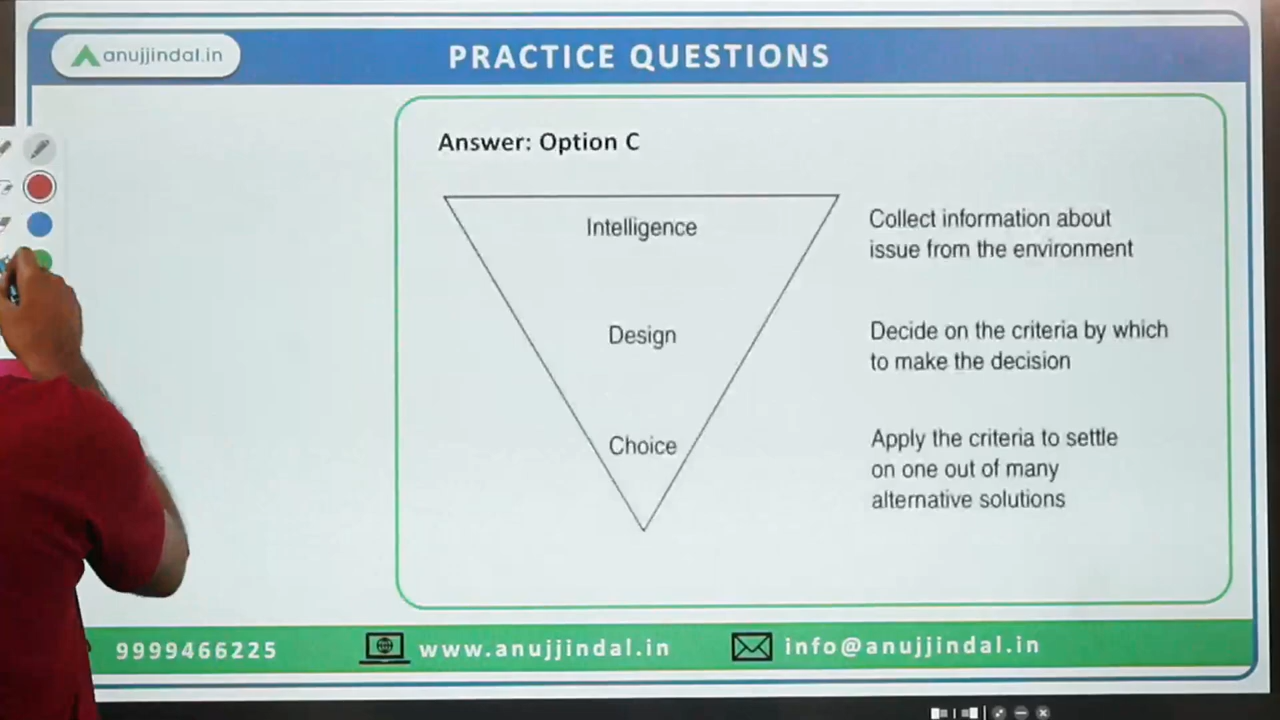 anujjindal.in
PRACTICE QUESTIONS
Answer: Option C
Intelligence
Collect information about
issue from the environment
Design
Decide on the criteria by which
to make the decision
Choice
Apply the criteria to settle
on one out of many
alternative solutions
9999466225
www.anujjindal.in
info@anujjindal.in